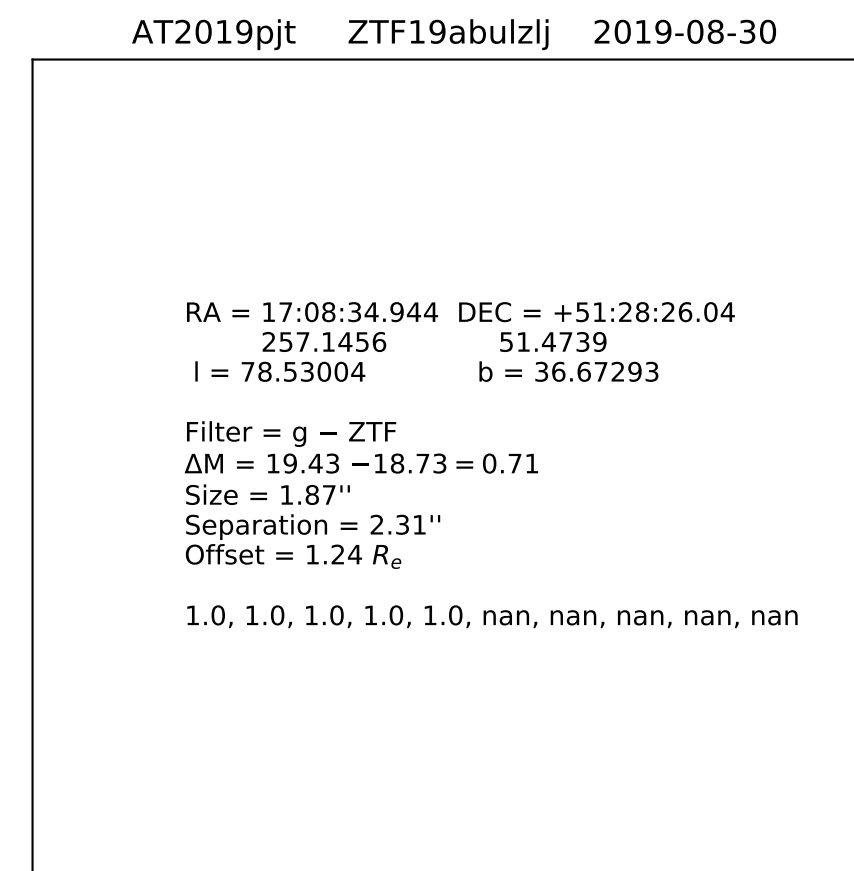 AT2019pjt ZTF19abulzlj 2019-08-30
RA = 17:08:34.944 DEC = +51:28:26.04
257.1456 51.4739
l = 78.53004 b = 36.67293
Filter = g − ZTF
ΔM = 19.43 −18.73 = 0.71
Size = 1.87''
Separation = 2.31''
Offset = 1.24 Rₑ
1.0, 1.0, 1.0, 1.0, 1.0, nan, nan, nan, nan, nan